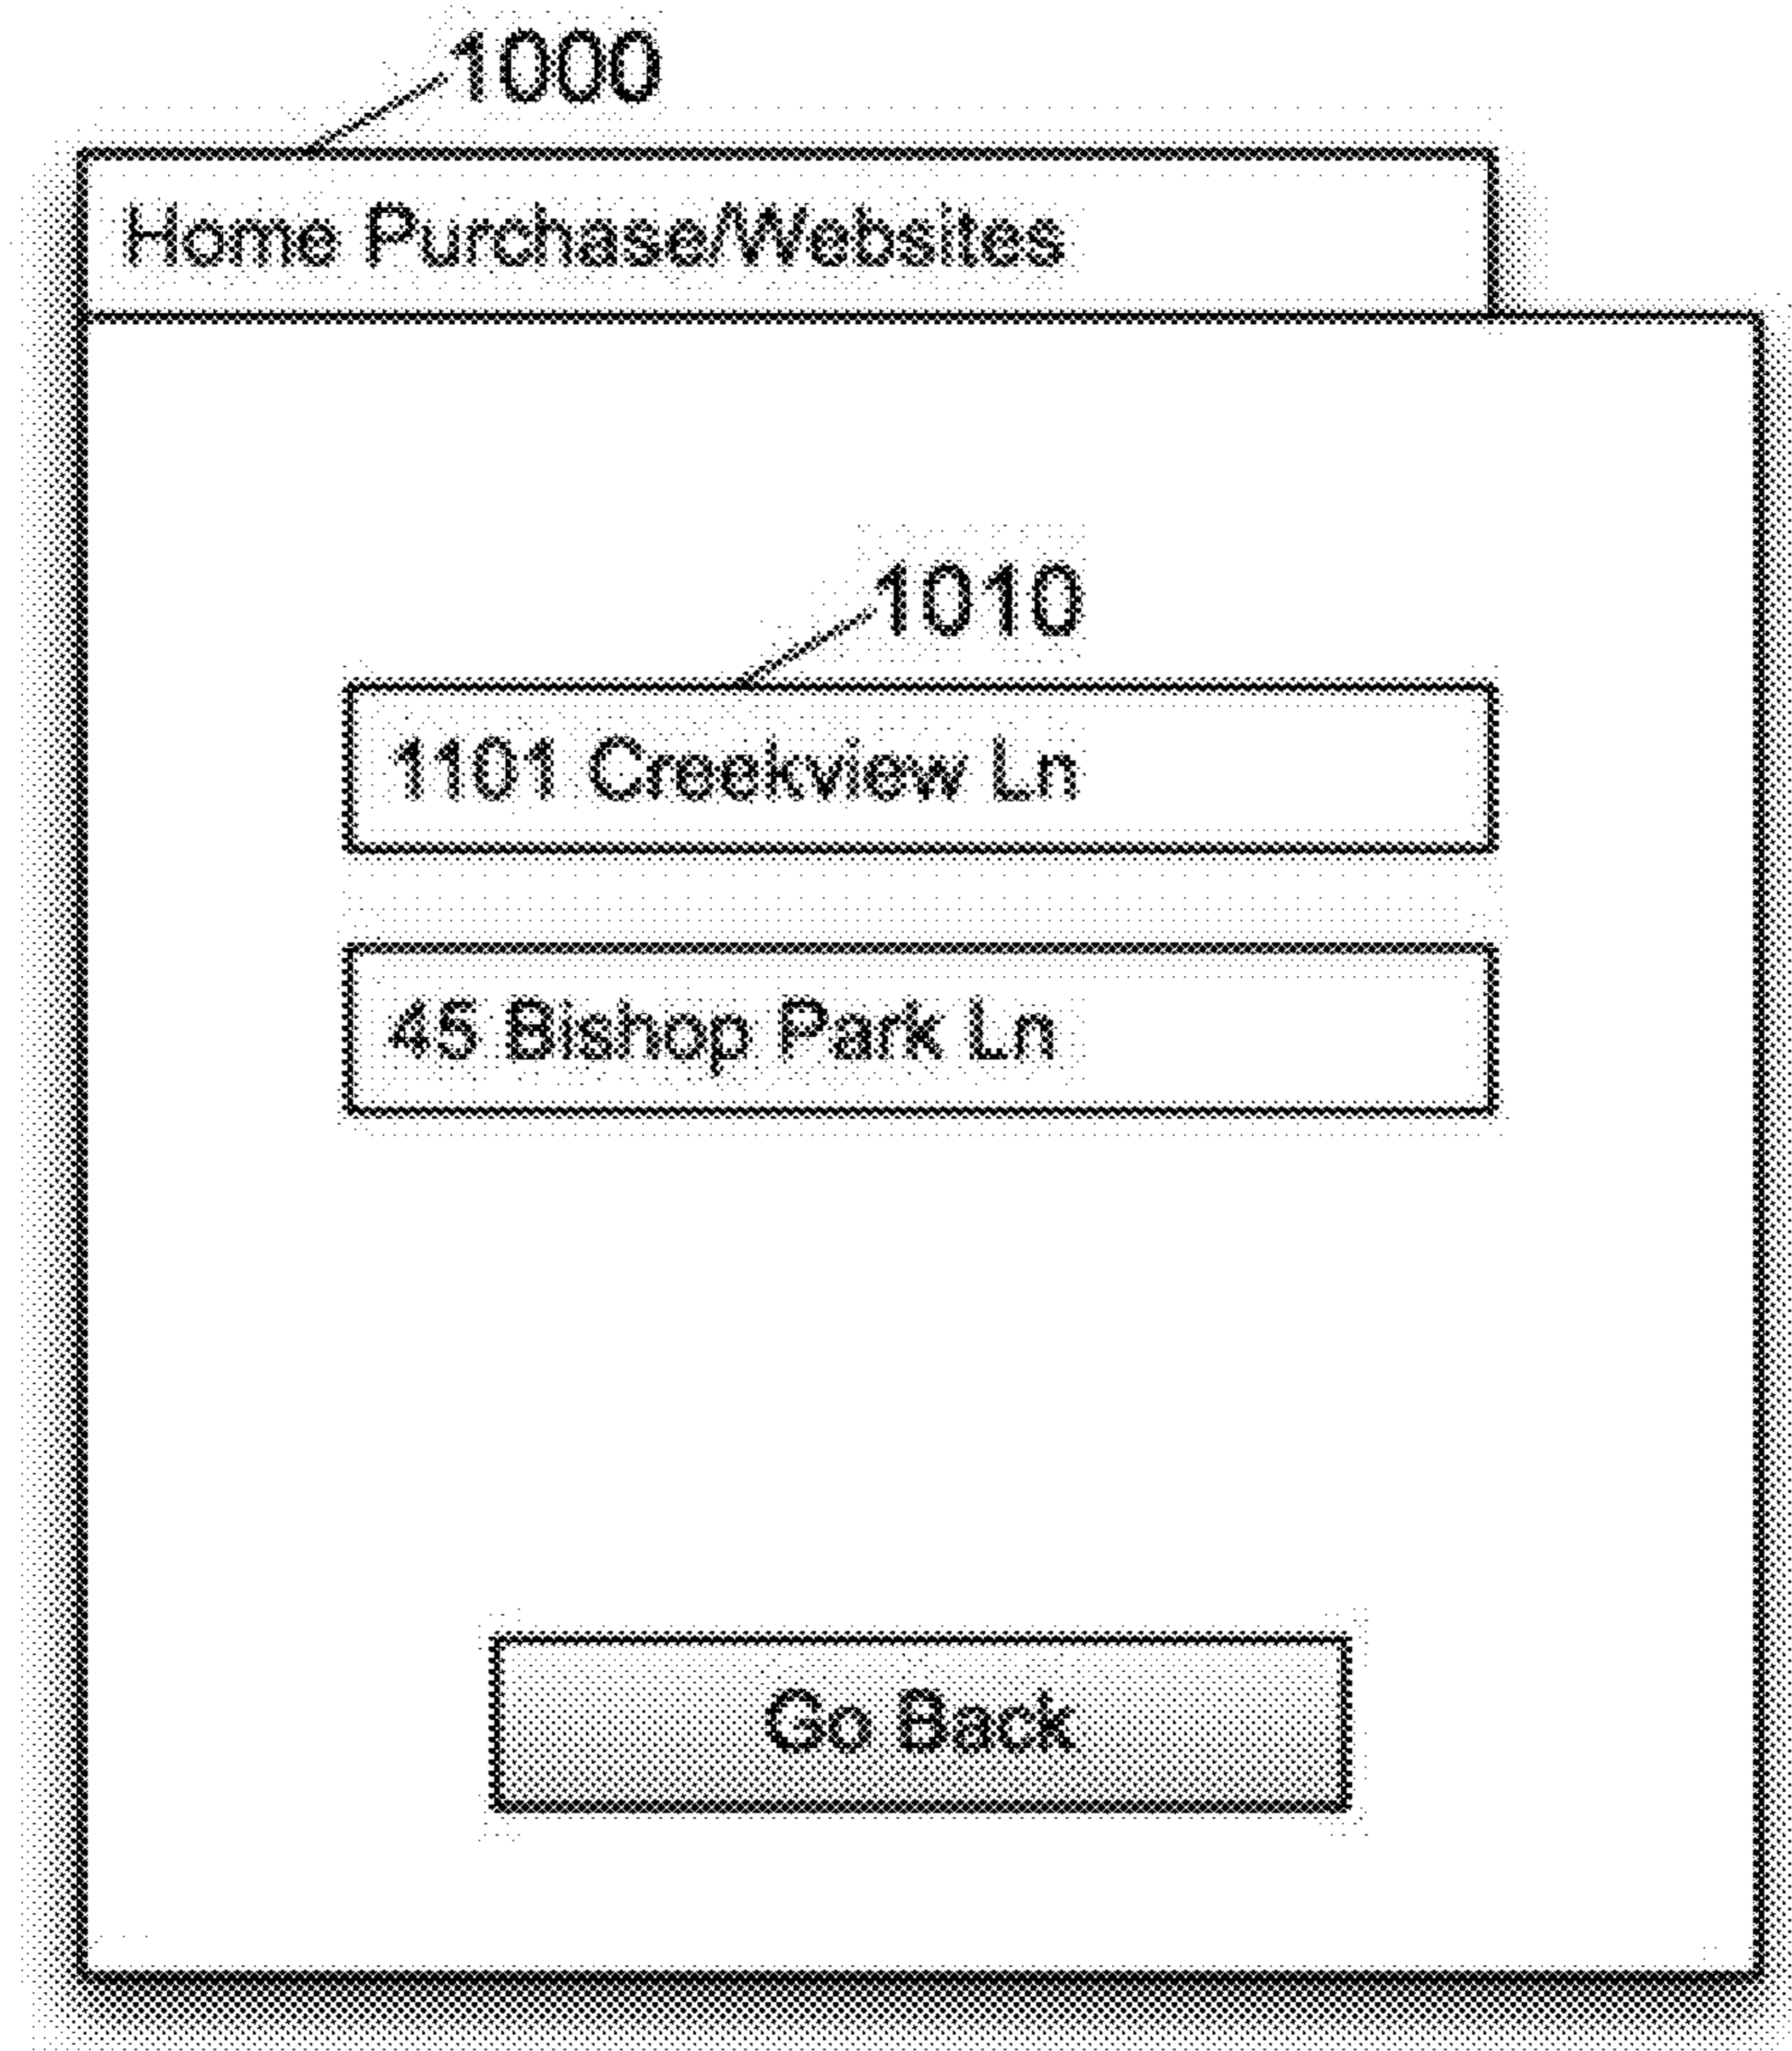 1000
Home Purchase/Websites
1010
1101 Creekview Ln
45 Bishop Park Ln
Go Back